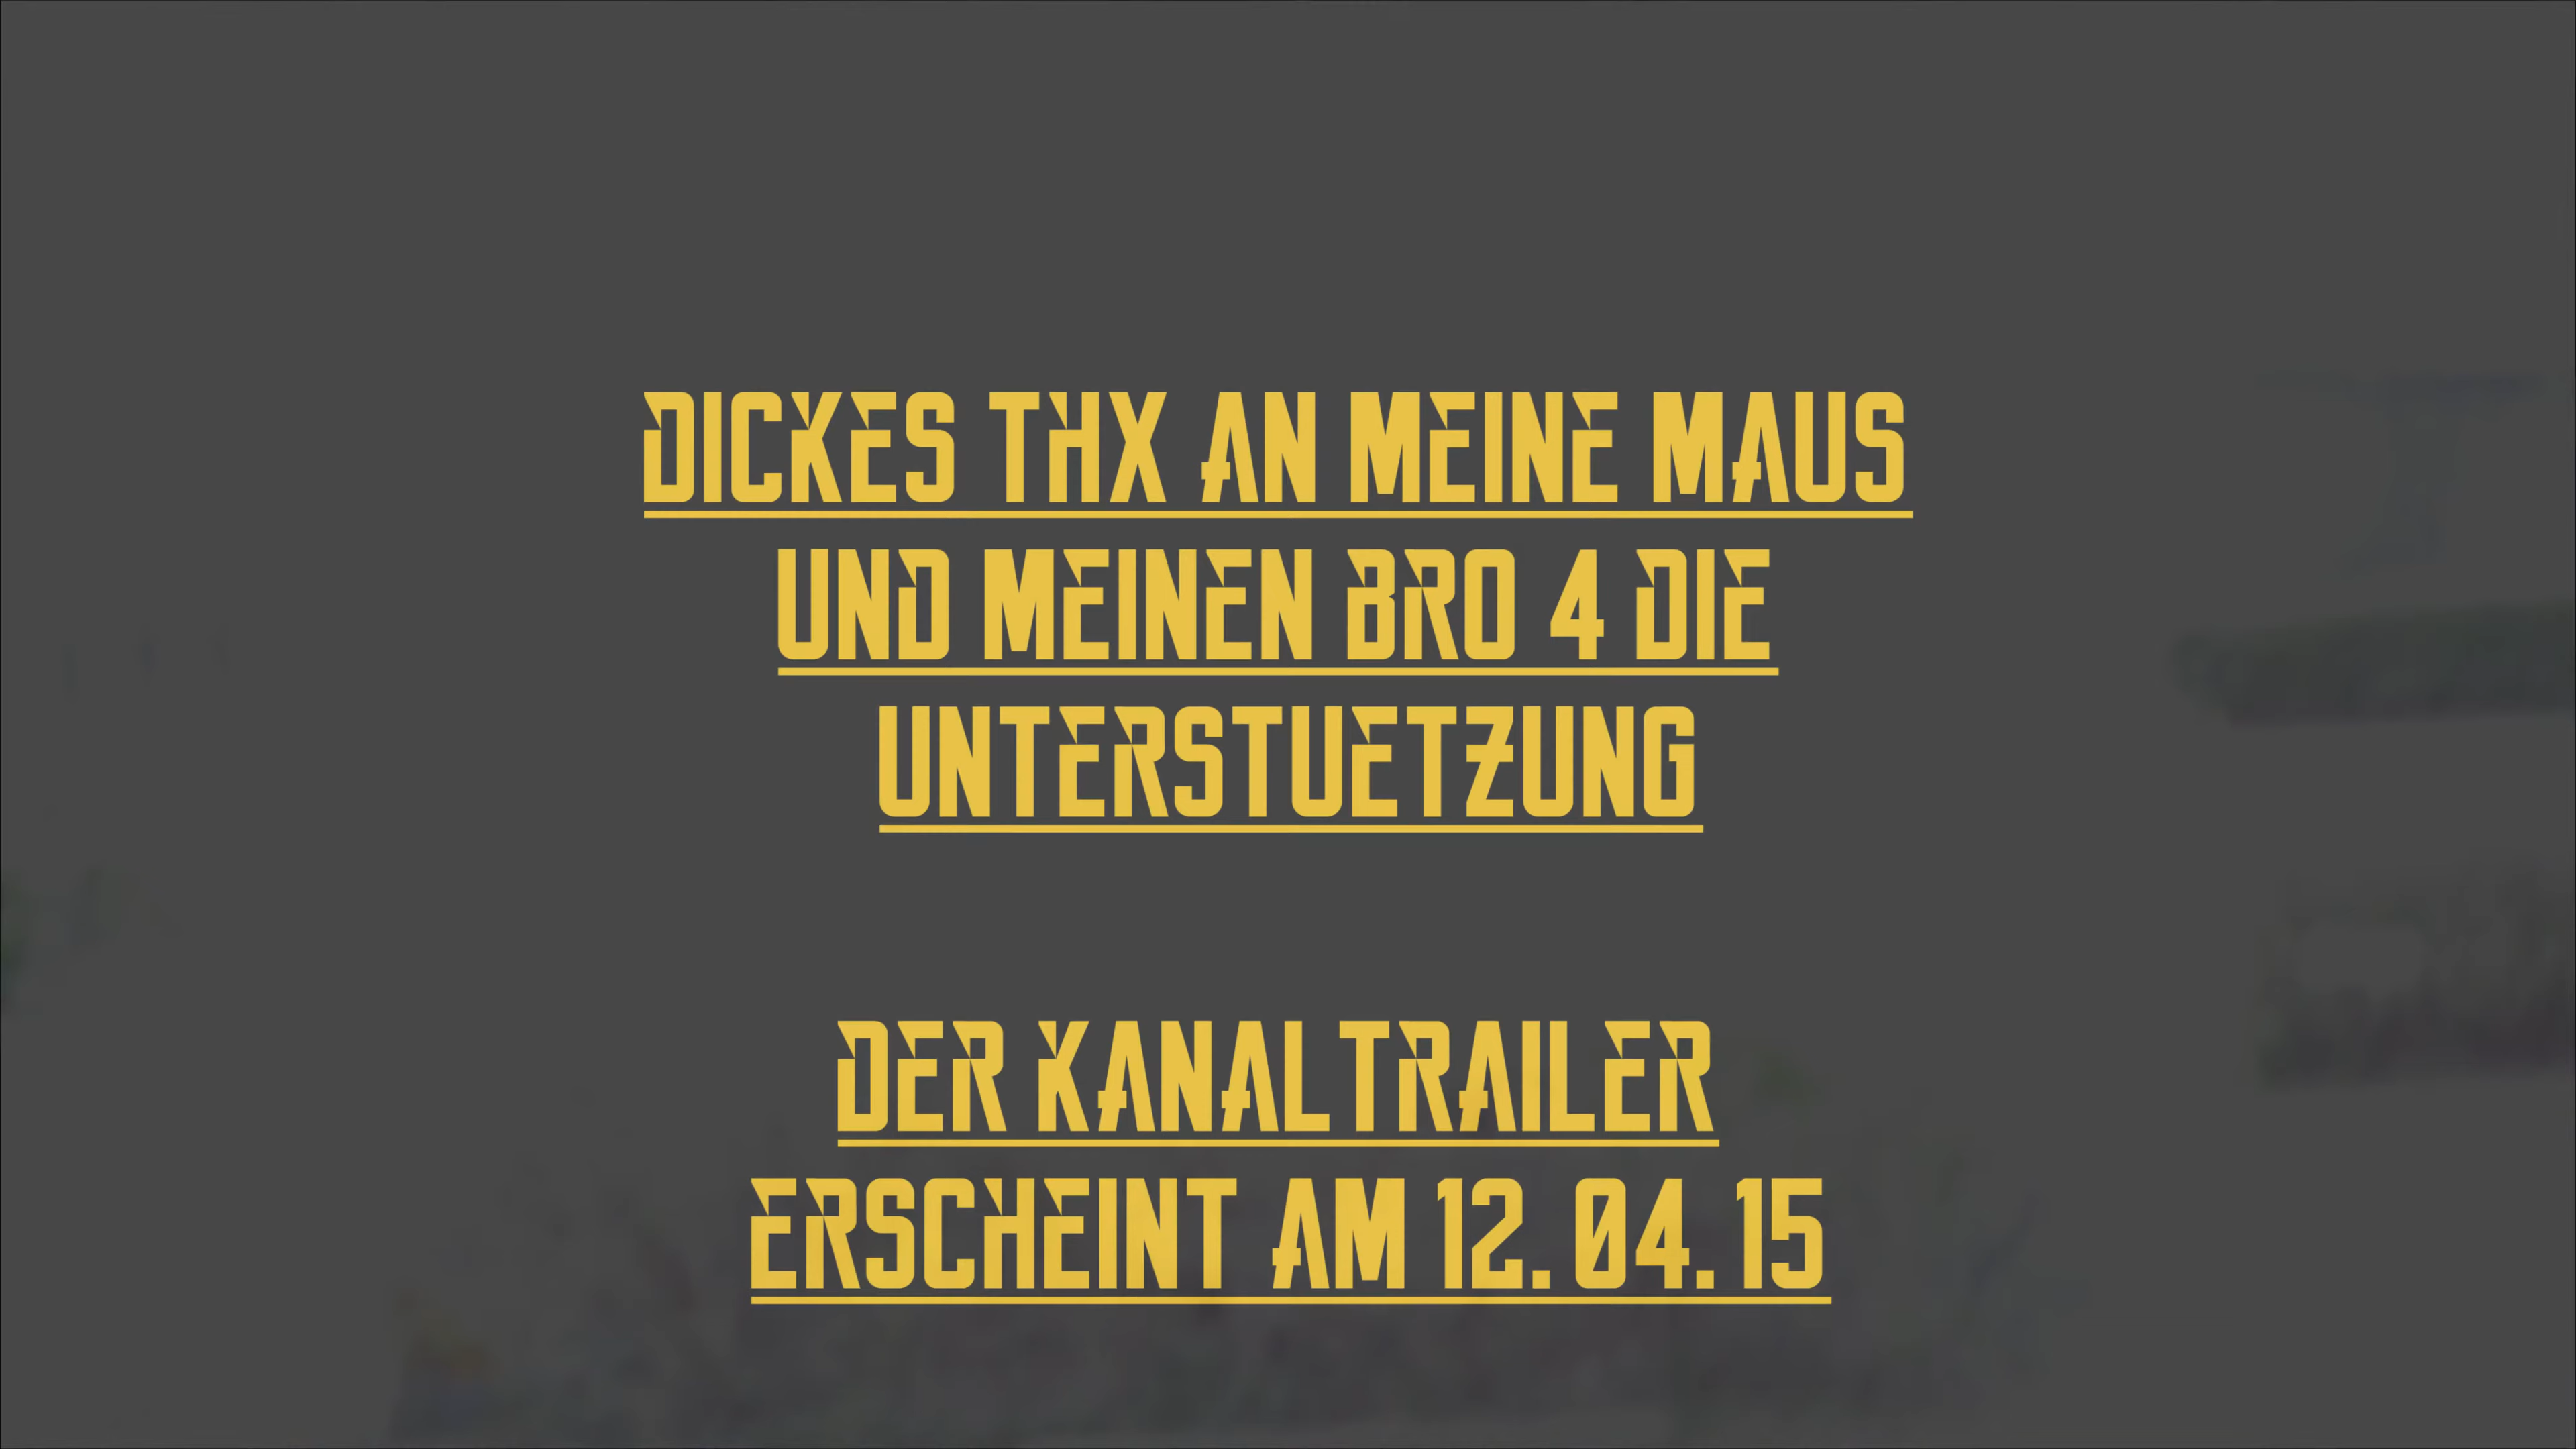 DICKES THX AN MEINE MAUS
UND MEINEN BRO 4 DIE
UNTERSTUETZUNG
DER KANALTRAILER
ERSCHEINT AM 12.04.15